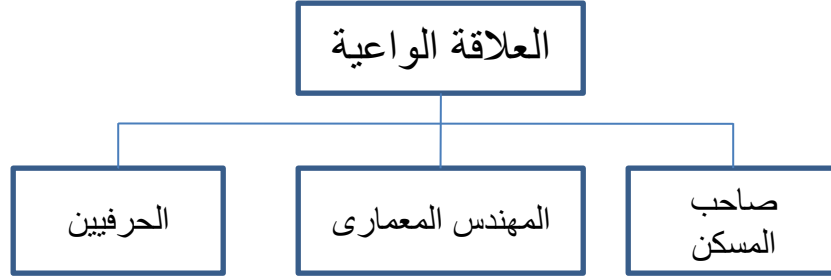 العلاقة الواعية
صاحب
المسكن
المهندس المعمارى
الحرفيين